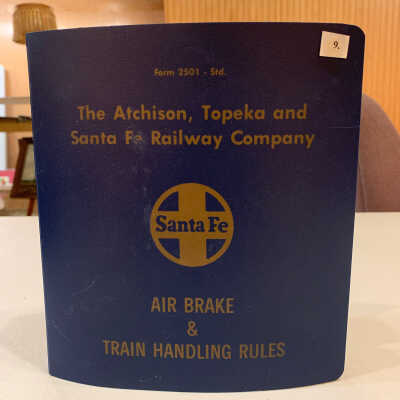 9.
Form 2501 - Std.
The Atchison, Topeka and
Santa Fe Railway Company
Santa Fe
AIR BRAKE
&
TRAIN HANDLING RULES